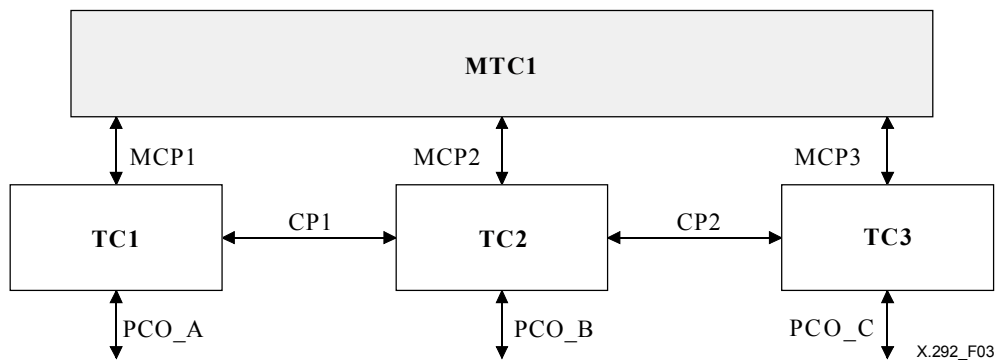 MTC1
MCP1
MCP2
MCP3
TC1
CP1
TC2
CP2
TC3
PCO_A
PCO_B
PCO_C
X.292_F03